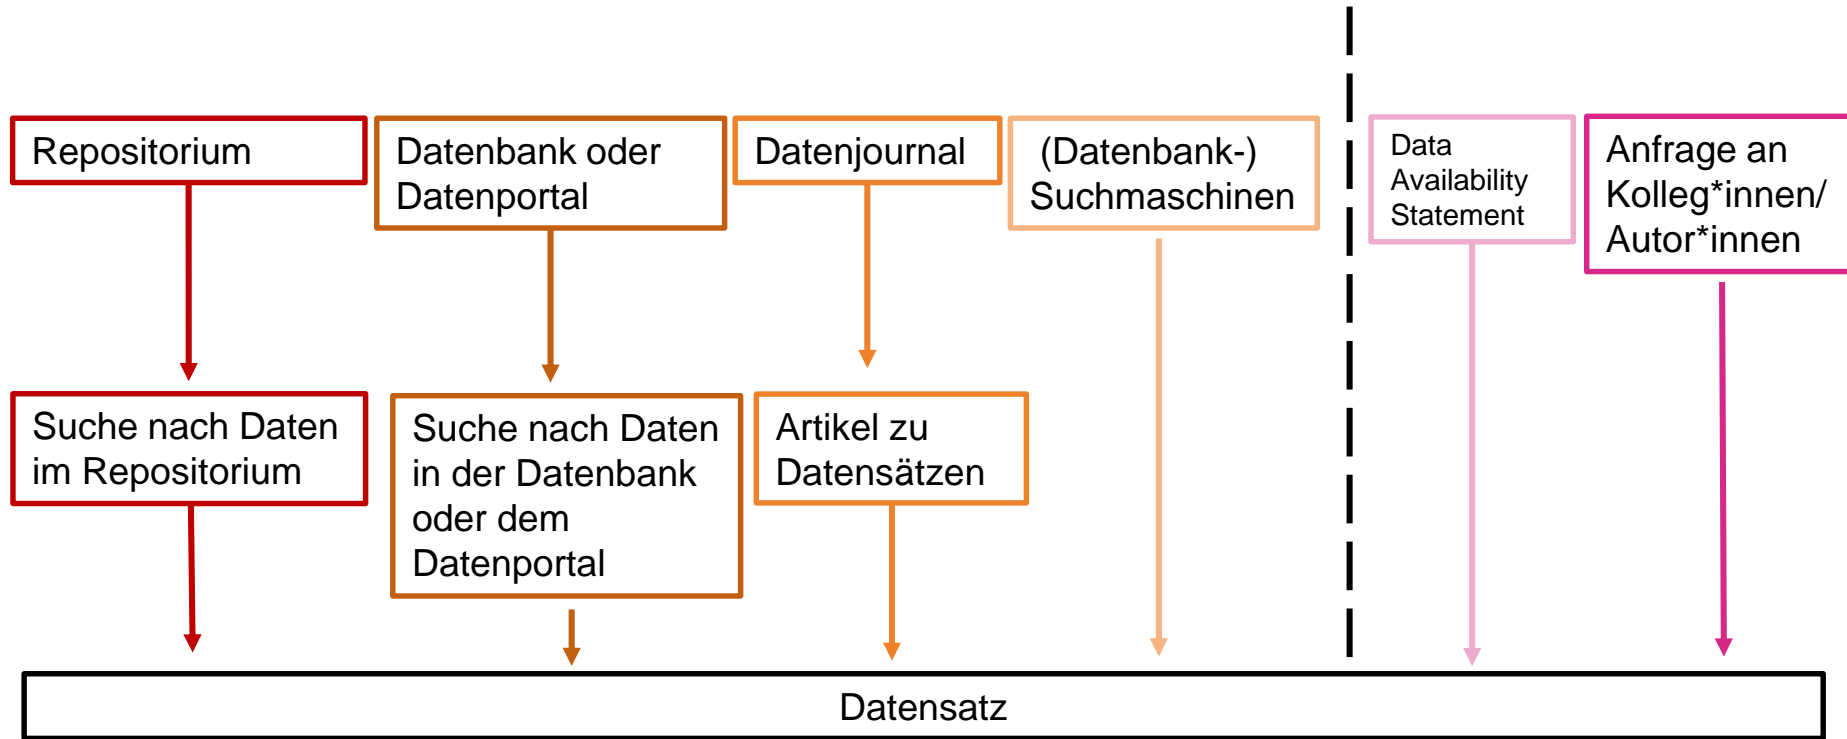 Repositorium
Datenbank oder
Datenportal
Datenjournal
(Datenbank-)
Suchmaschinen
Data
Availability
Statement
Anfrage an
Kolleg*innen/
Autor*innen
Suche nach Daten
im Repositorium
Suche nach Daten
in der Datenbank
oder dem
Datenportal
Artikel zu
Datensätzen
Datensatz